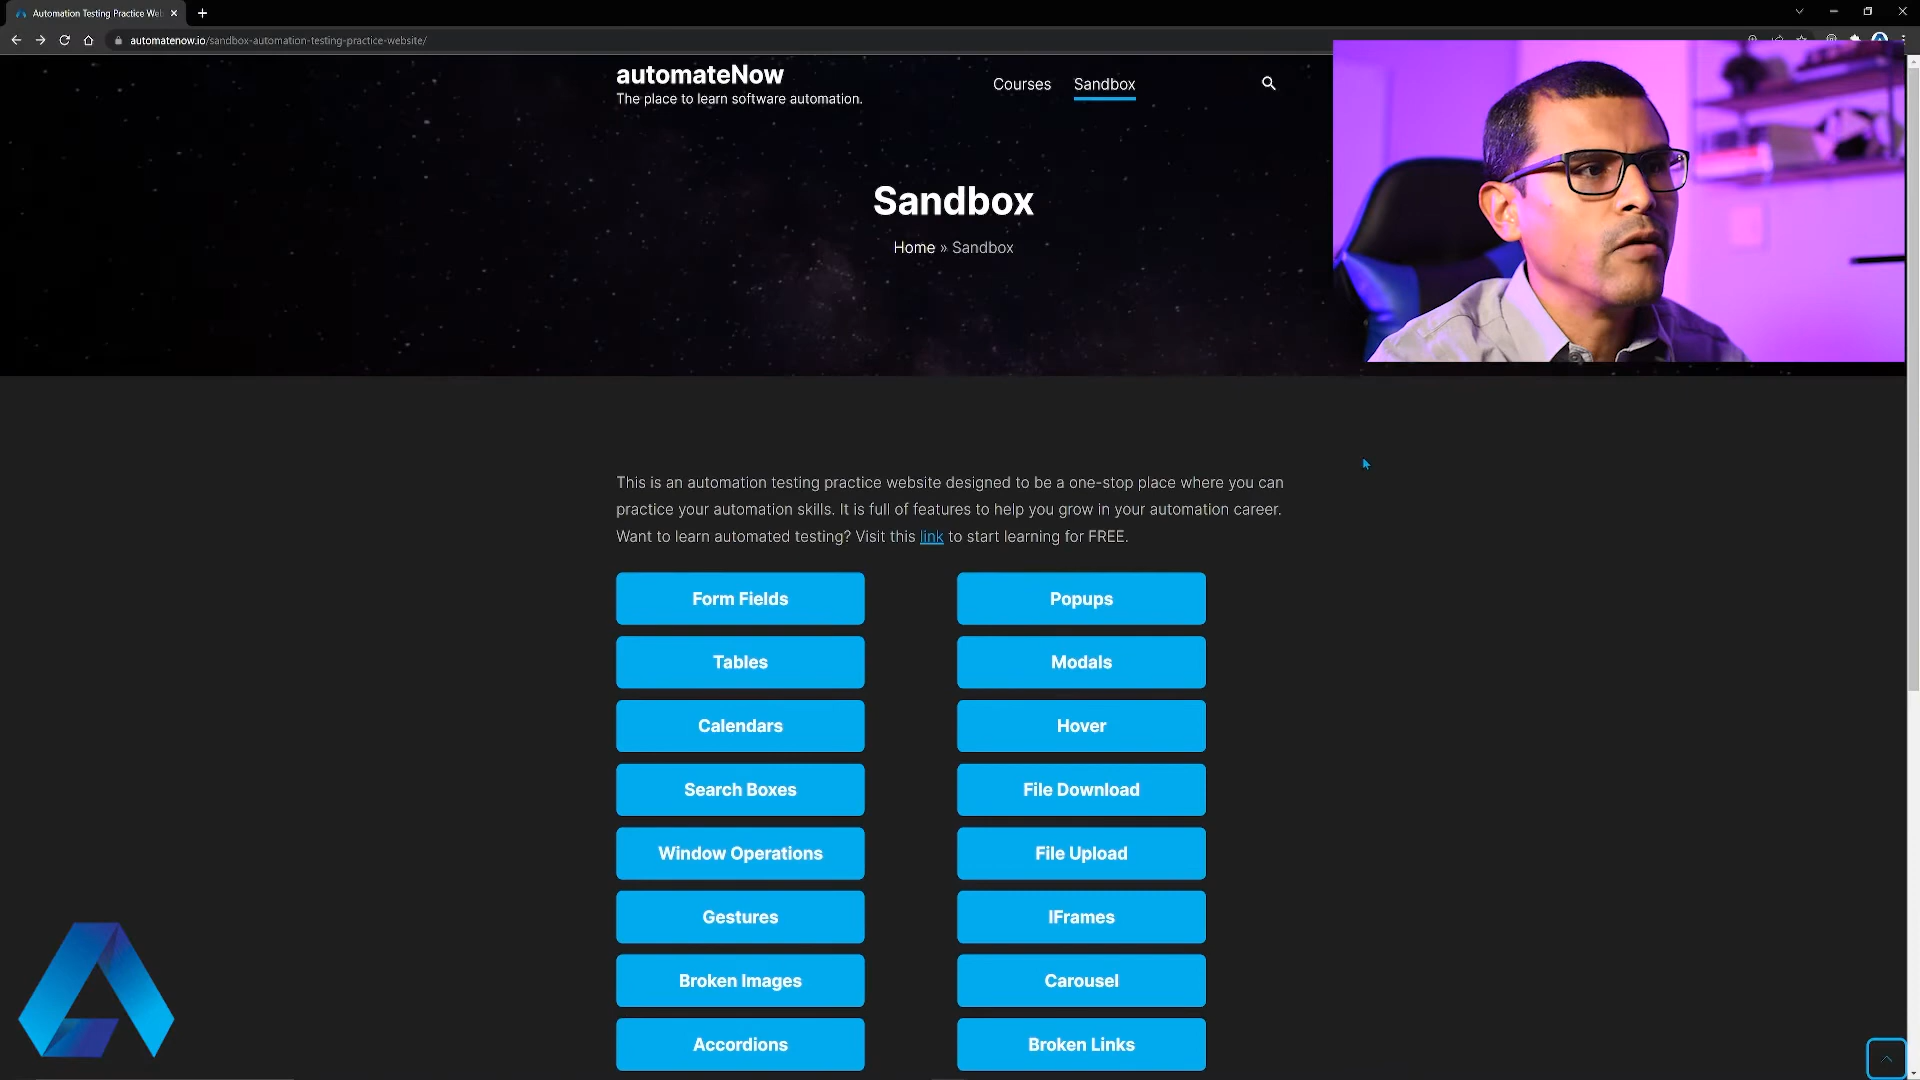 Automation Testing Practice Web
automatenow.io/sandbox-automation-testing-practice-website/
automateNow
The place to learn software automation.
Courses
Sandbox
Sandbox
Home » Sandbox
This is an automation testing practice website designed to be a one-stop place where you can
practice your automation skills. It is full of features to help you grow in your automation career.
Want to learn automated testing? Visit this link to start learning for FREE.
Form Fields
Popups
Tables
Modals
Calendars
Hover
Search Boxes
File Download
Window Operations
File Upload
Gestures
IFrames
Broken Images
Carousel
Accordions
Broken Links